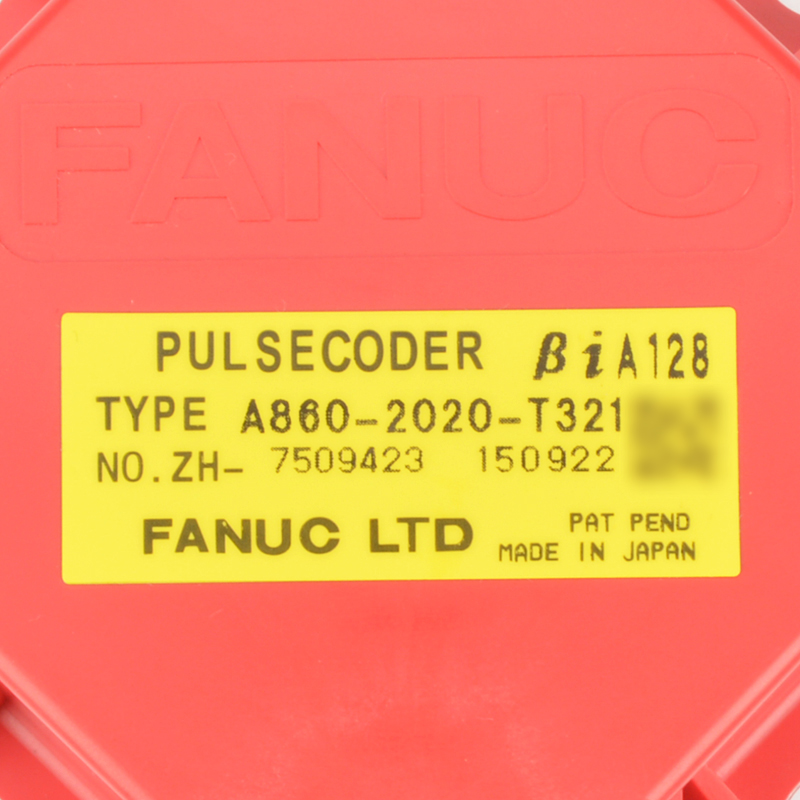 FANUC
PULSECODER βiA128
TYPE A860-2020-T321
NO.ZH- 7509423 150922
FANUC LTD
PAT PEND
MADE IN JAPAN